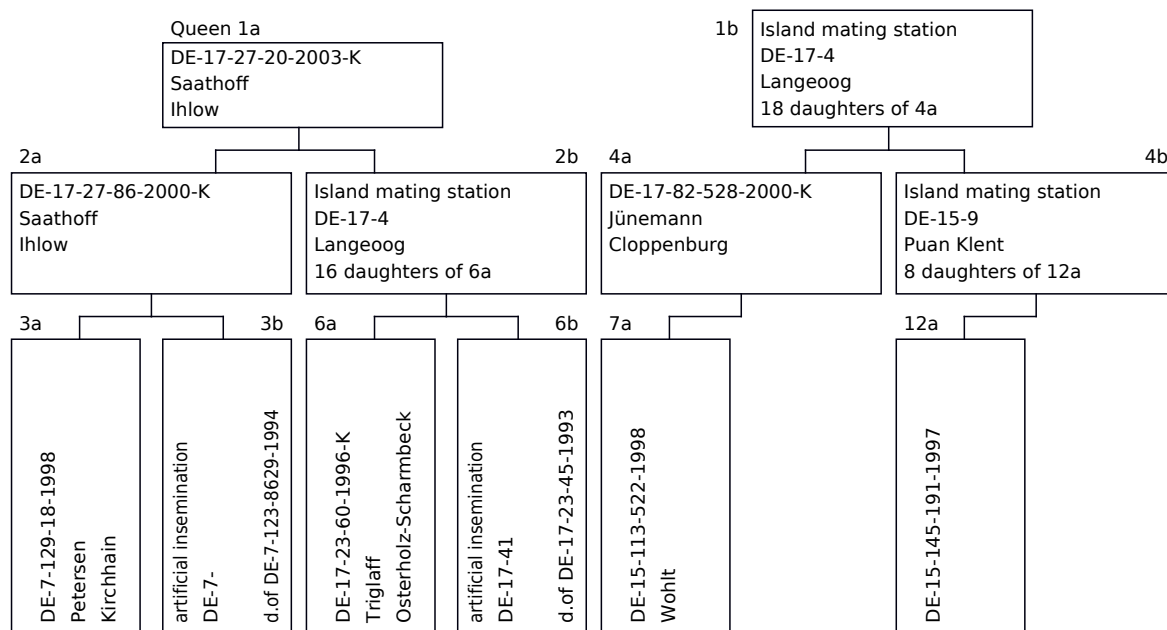 Queen 1a
DE-17-27-20-2003-K
Saathoff
Ihlow
1b
Island mating station
DE-17-4
Langeoog
18 daughters of 4a
2a
DE-17-27-86-2000-K
Saathoff
Ihlow
2b
Island mating station
DE-17-4
Langeoog
16 daughters of 6a
4a
DE-17-82-528-2000-K
Jünemann
Cloppenburg
4b
Island mating station
DE-15-9
Puan Klent
8 daughters of 12a
3a
DE-7-129-18-1998
Petersen
Kirchhain
3b
artificial insemination
DE-7-
d.of DE-7-123-8629-1994
6a
DE-17-23-60-1996-K
Triglaff
Osterholz-Scharmbeck
6b
artificial insemination
DE-17-41
d.of DE-17-23-45-1993
7a
DE-15-113-522-1998
Wohlt
12a
DE-15-145-191-1997